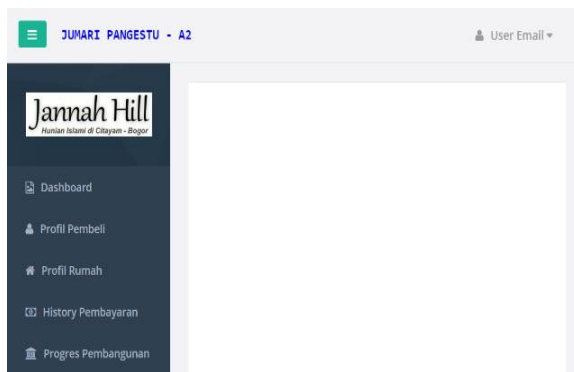 JUMARI PANGESTU - A2
User Email
Jannah Hill
Hunian Islami di Citayam - Bogor
Dashboard
Profil Pembeli
Profil Rumah
History Pembayaran
Progres Pembangunan